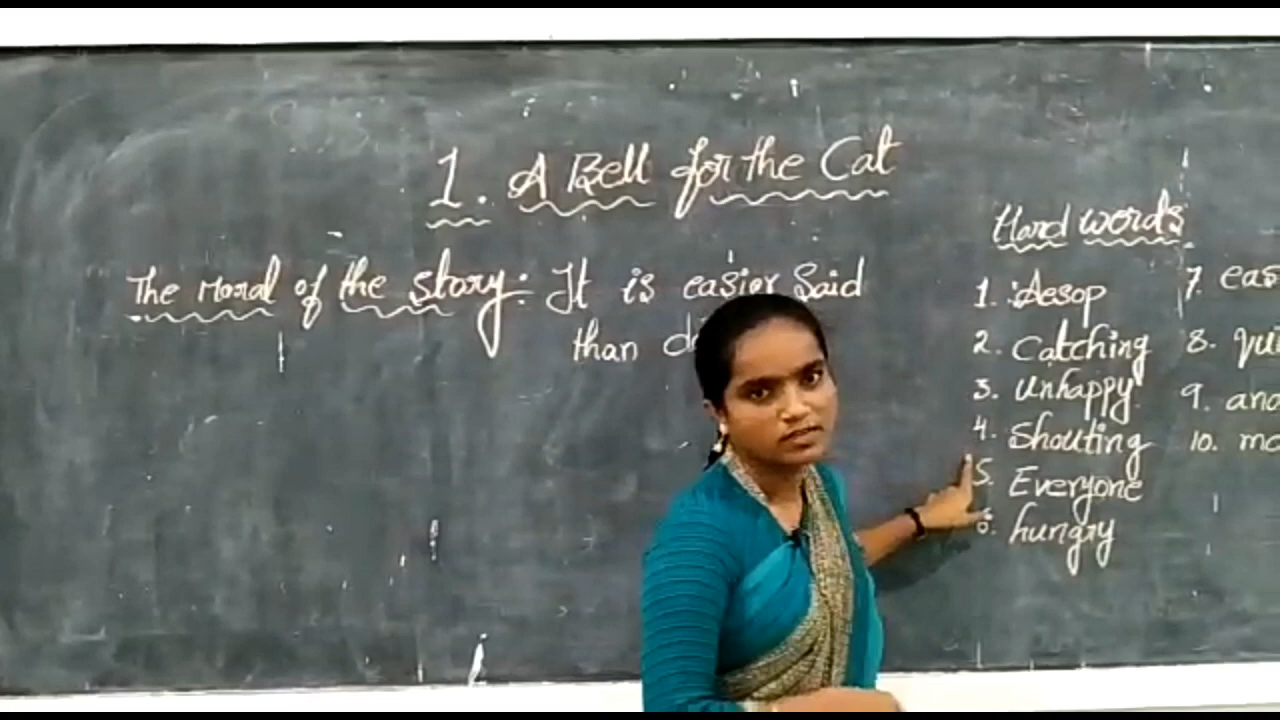 1. A Bell for the Cat
The Moral of the story: It is easier Said
than
Hard words
1. Aesop
2. Catching
3. Unhappy
4. Shouting
5. Everyone
6. hungry
7.
8.
9.
10.